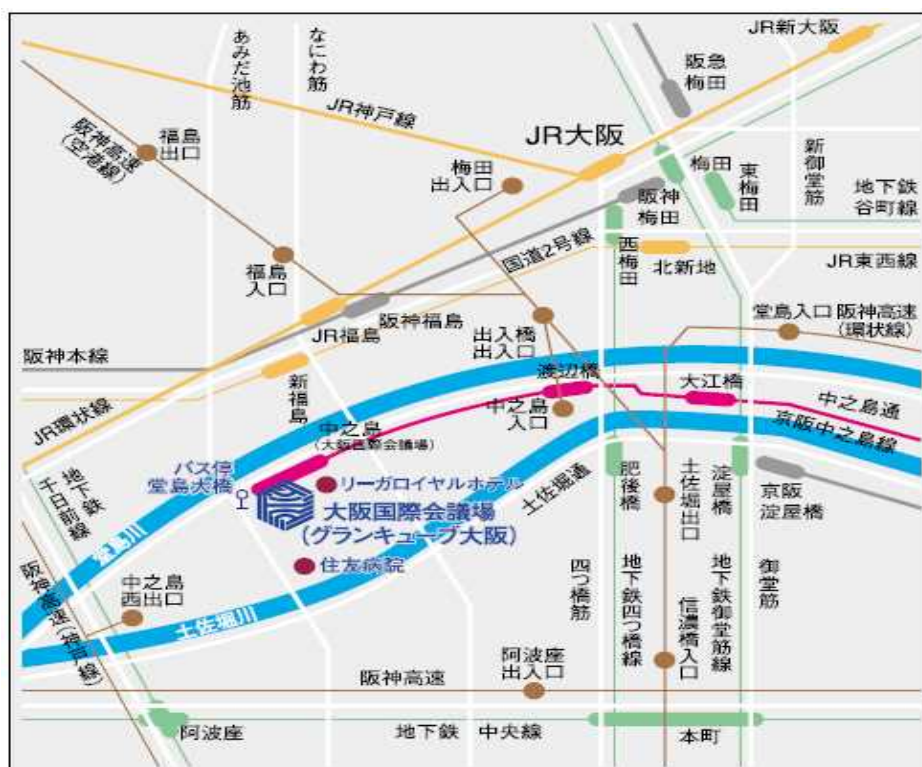 JR新大阪
あみだ池筋
なにわ筋
阪急
梅田
JR神戸線
JR大阪
阪神高速
(空港線)
福島
出口
梅田
出入口
梅田
東梅田
新御堂筋
地下鉄
谷町線
阪神
梅田
西梅田
国道2号線
北新地
JR東西線
福島
入口
阪神福島
JR福島
出入橋
出入口
堂島入口
阪神高速
(環状線)
阪神本線
新福島
渡辺橋
大江橋
中之島
入口
中之島通
京阪中之島線
JR環状線
中之島
(大阪国際会議場)
バス停
堂島大橋
地下鉄
千日前線
リーガロイヤルホテル
大阪国際会議場
(グランキューブ大阪)
土佐堀通
肥後橋
土佐堀出口
淀屋橋
京阪
淀屋橋
堂島川
住友病院
中之島
西出口
土佐堀川
阪神高速(神戸線)
四つ橋筋
地下鉄四つ橋線
信濃橋入口
地下鉄御堂筋線
御堂筋
阪神高速
阿波座
出入口
阿波座
地下鉄 中央線
本町